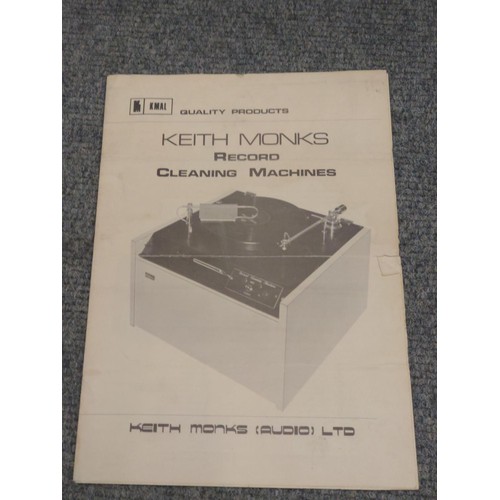 KMAL
QUALITY PRODUCTS
KEITH MONKS
RECORD
CLEANING MACHINES
KEITH MONKS (AUDIO) LTD